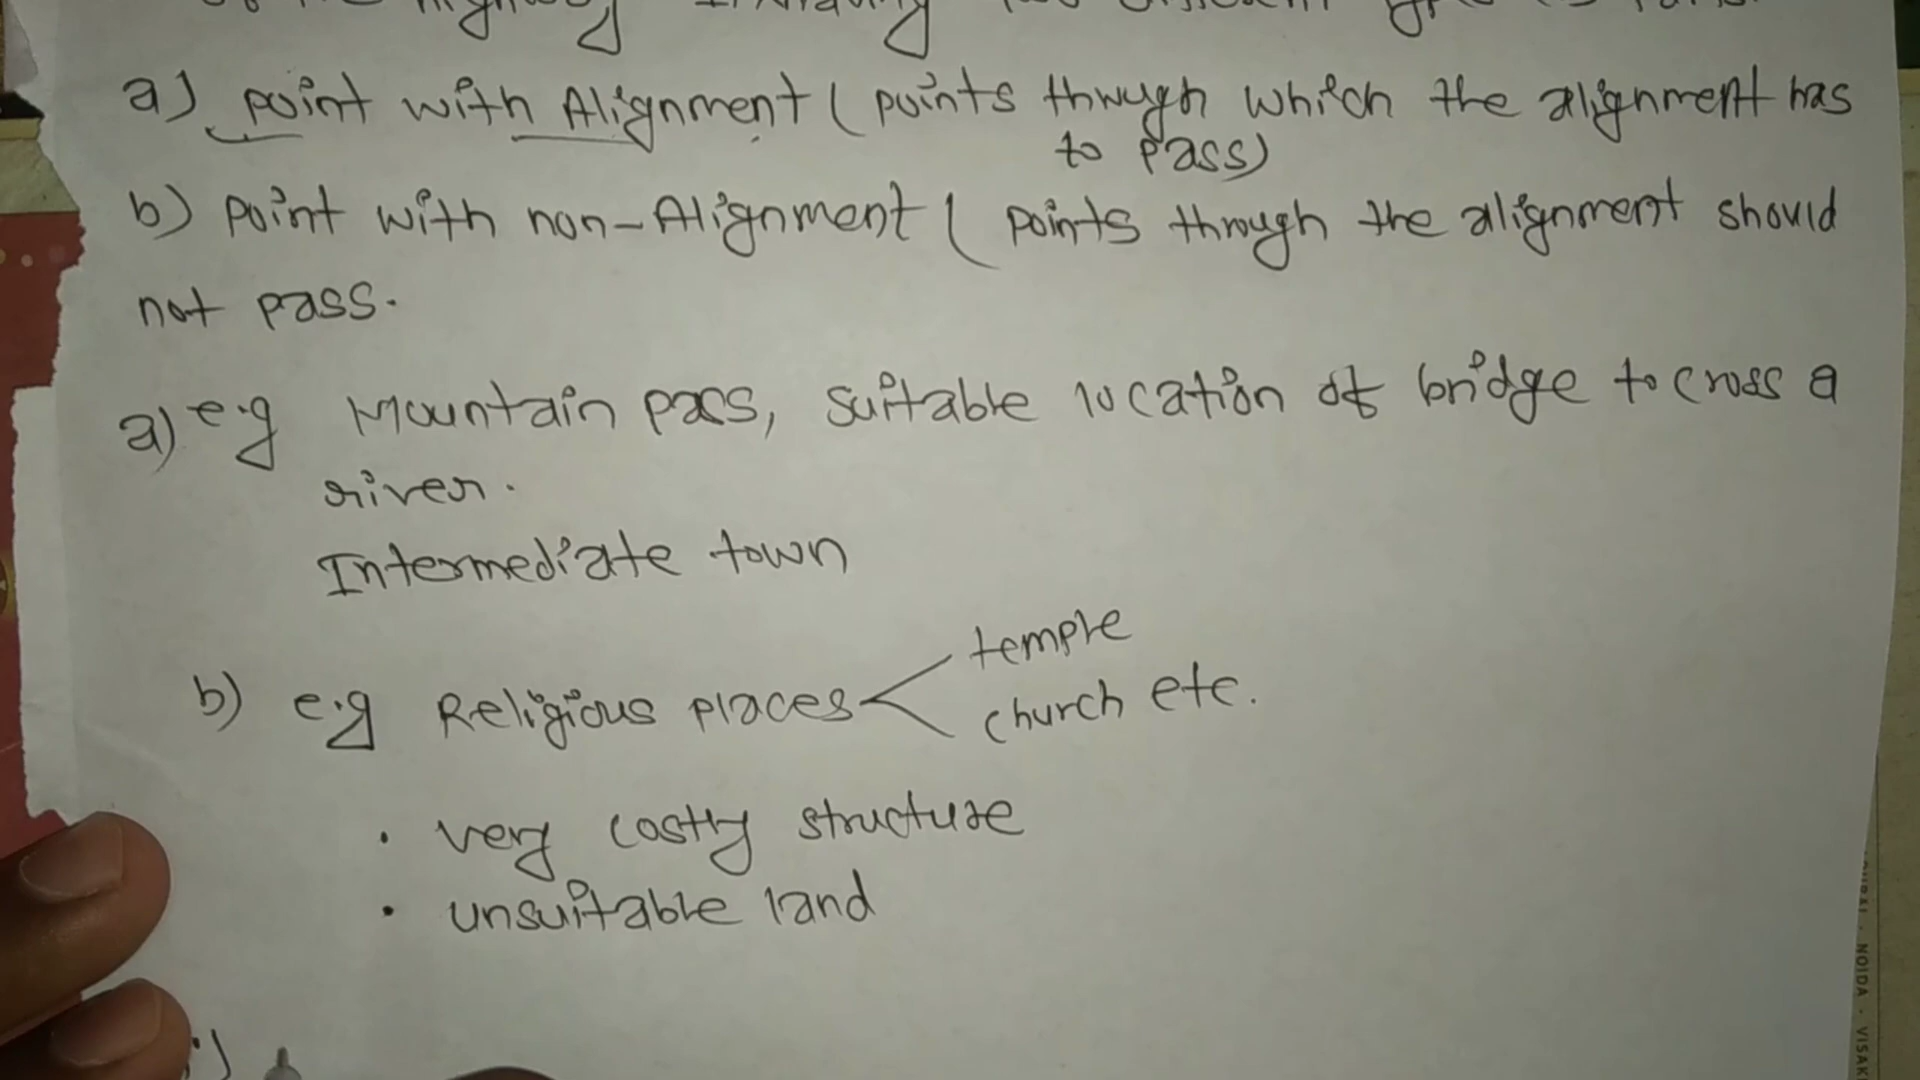 a) point with Alignment ( points through which the alignment has
to pass)
b) point with non-Alignment ( points through the alignment should
not pass.
a) e.g Mountain pass, suitable location of bridge to cross a
river.
Intermediate town
b) e.g Religious places
temple
church etc.
• very costly structure
• unsuitable land
NOIDA · VISAK